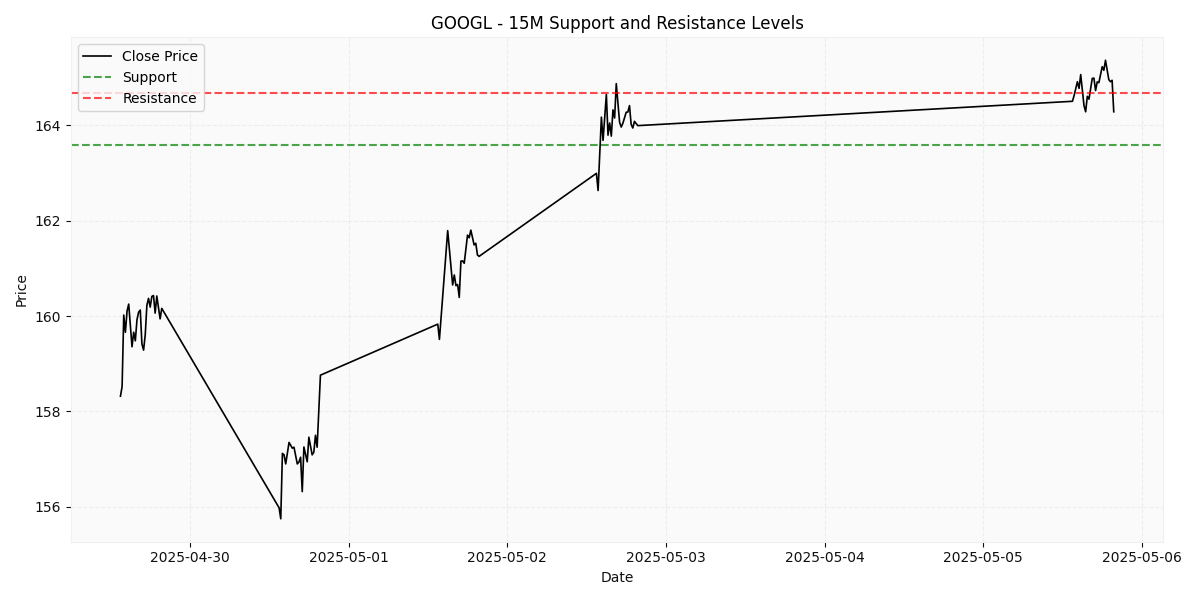 GOOGL - 15M Support and Resistance Levels
Close Price
Support
Resistance
164
162
160
158
156
Price
2025-04-30
2025-05-01
2025-05-02
2025-05-03
2025-05-04
2025-05-05
2025-05-06
Date